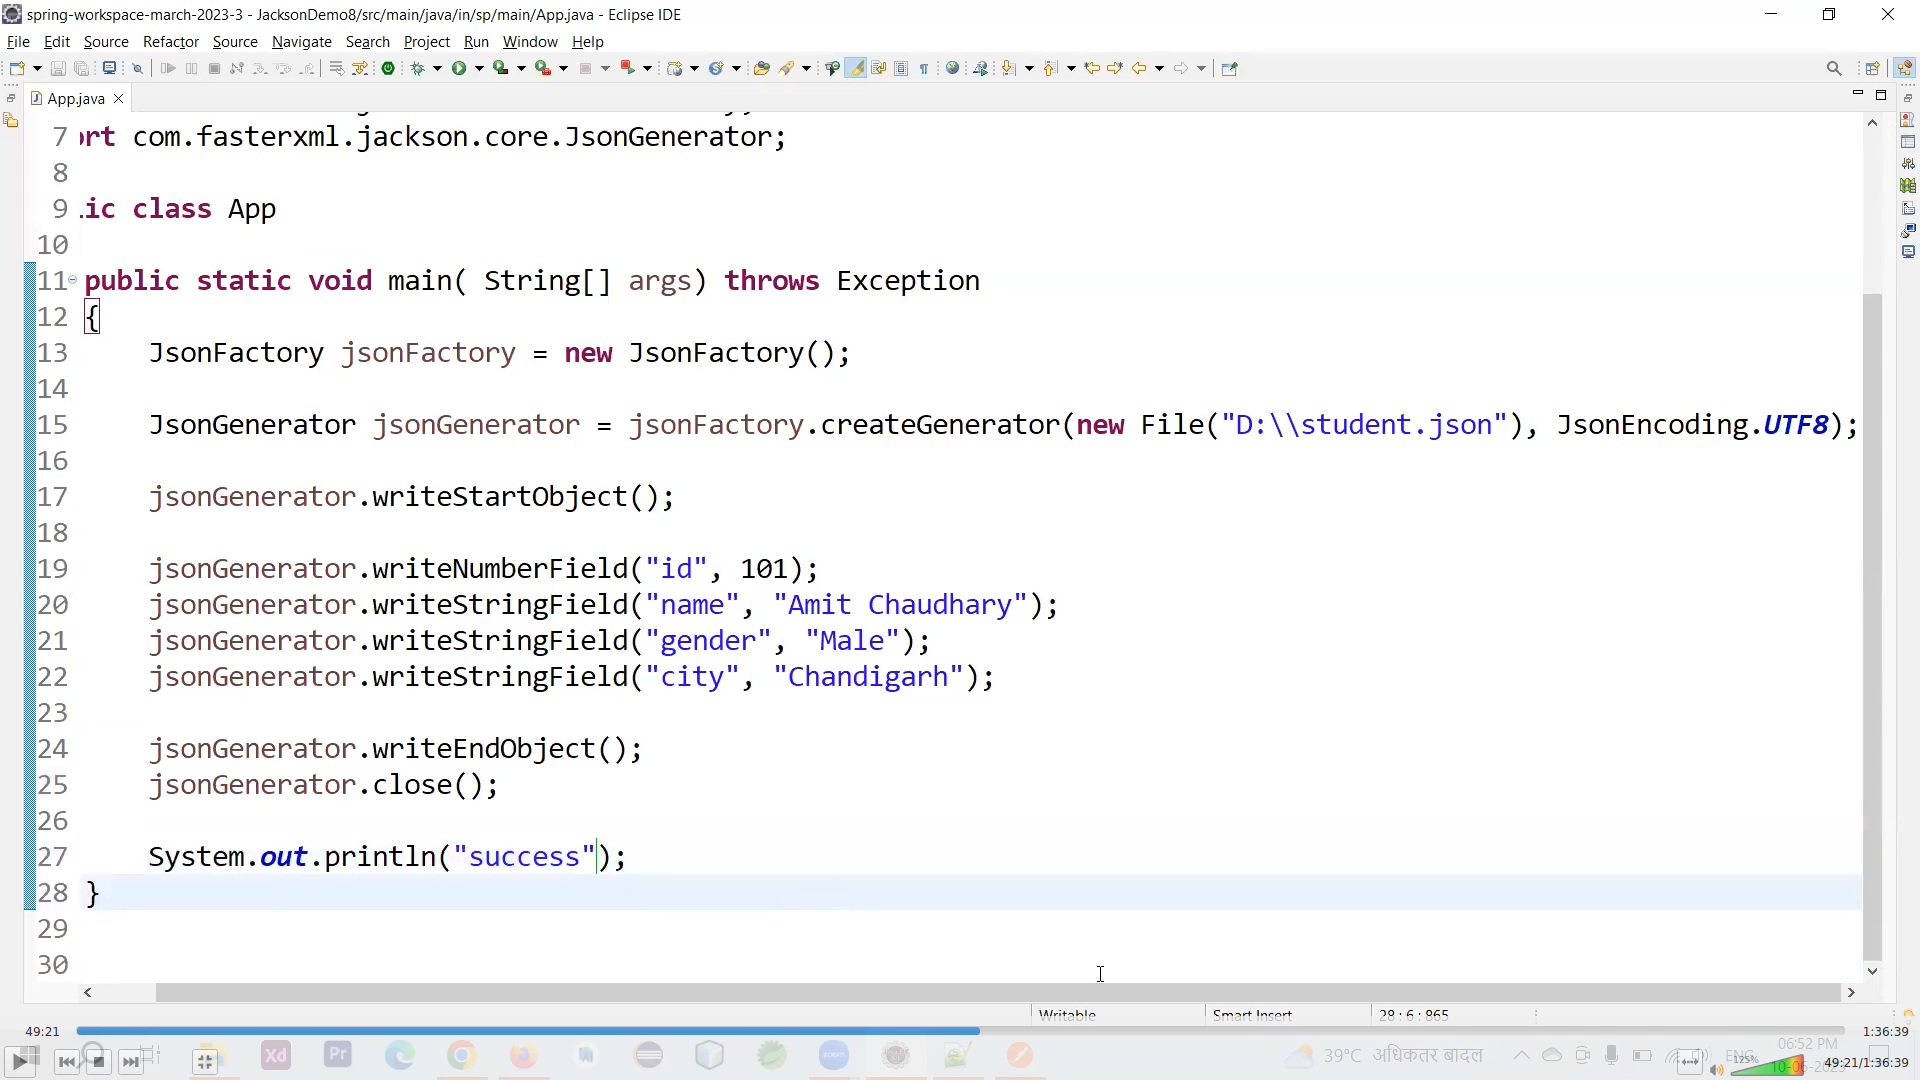 spring-workspace-march-2023-3 - JacksonDemo8/src/main/java/in/sp/main/App.java - Eclipse IDE
File Edit Source Refactor Source Navigate Search Project Run Window Help
App.java
7 ort com.fasterxml.jackson.core.JsonGenerator;
8
9 lic class App
10
11 public static void main( String[] args) throws Exception
12 {
13 JsonFactory jsonFactory = new JsonFactory();
14
15 JsonGenerator jsonGenerator = jsonFactory.createGenerator(new File("D:\\student.json"), JsonEncoding.UTF8);
16
17 jsonGenerator.writeStartObject();
18
19 jsonGenerator.writeNumberField("id", 101);
20 jsonGenerator.writeStringField("name", "Amit Chaudhary");
21 jsonGenerator.writeStringField("gender", "Male");
22 jsonGenerator.writeStringField("city", "Chandigarh");
23
24 jsonGenerator.writeEndObject();
25 jsonGenerator.close();
26
27 System.out.println("success");
28 }
29
30
Writable Smart Insert 28 : 6 : 865
49:21 1:36:39
Xd Pr zoom 39°C अधिकतर बादल ENG 06:52 PM
125% 49:21/1:36:39